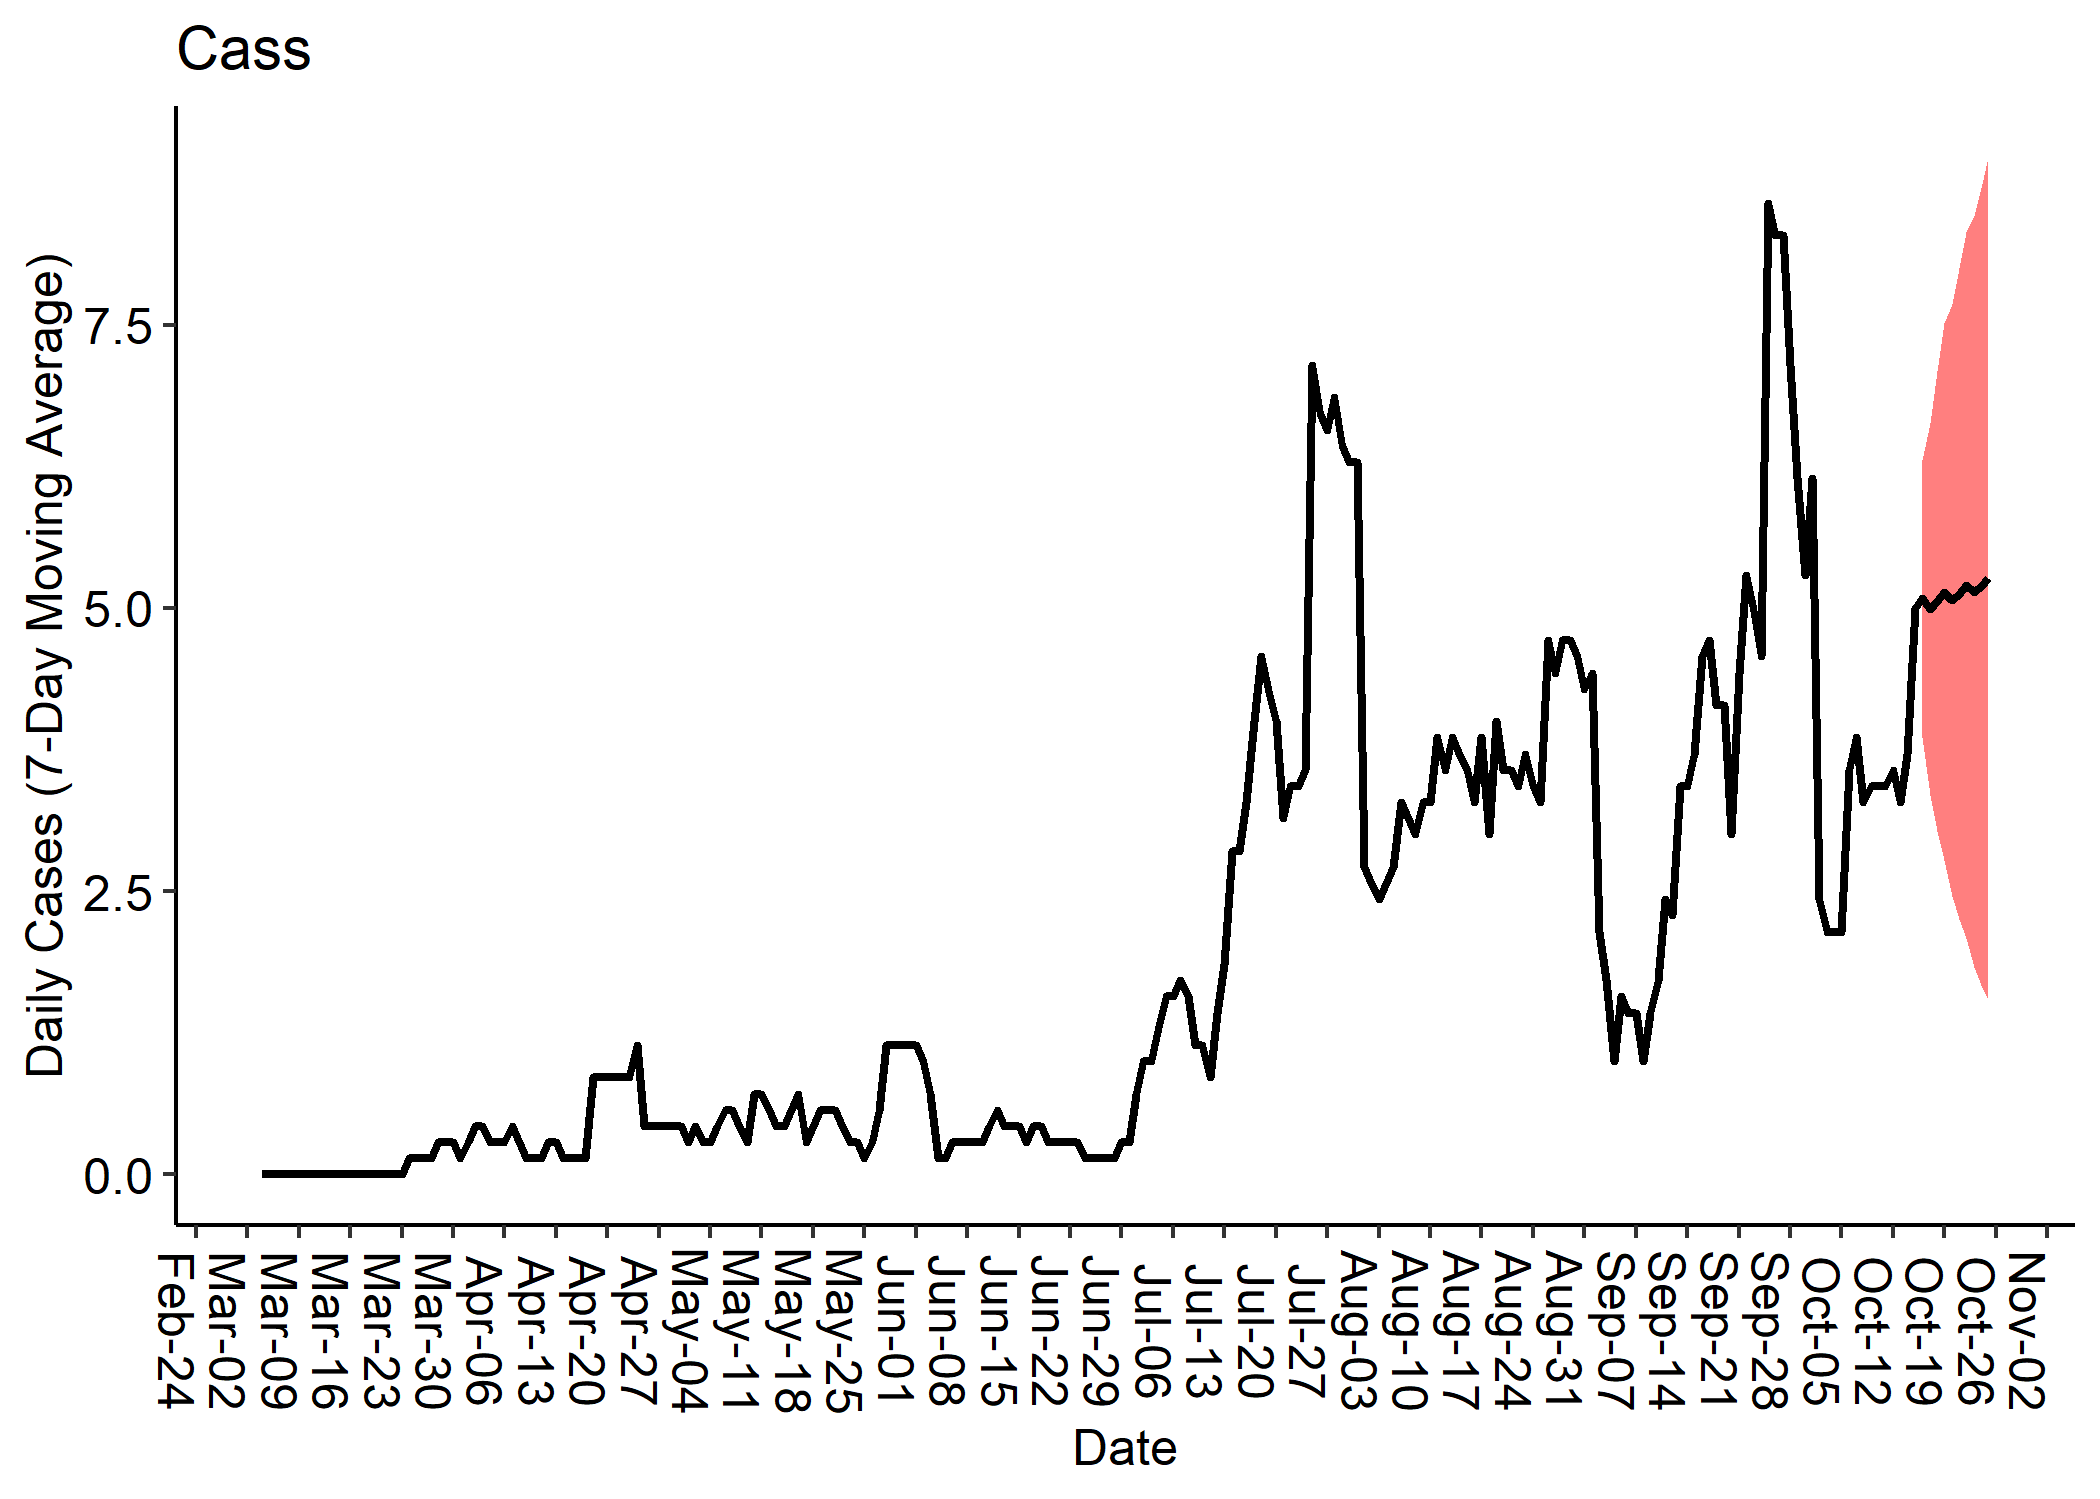 Cass
Daily Cases (7-Day Moving Average)
7.5
5.0
2.5
0.0
Feb-24
Mar-02
Mar-09
Mar-16
Mar-23
Mar-30
Apr-06
Apr-13
Apr-20
Apr-27
May-04
May-11
May-18
May-25
Jun-01
Jun-08
Jun-15
Jun-22
Jun-29
Jul-06
Jul-13
Jul-20
Jul-27
Aug-03
Aug-10
Aug-17
Aug-24
Aug-31
Sep-07
Sep-14
Sep-21
Sep-28
Oct-05
Oct-12
Oct-19
Oct-26
Nov-02
Date